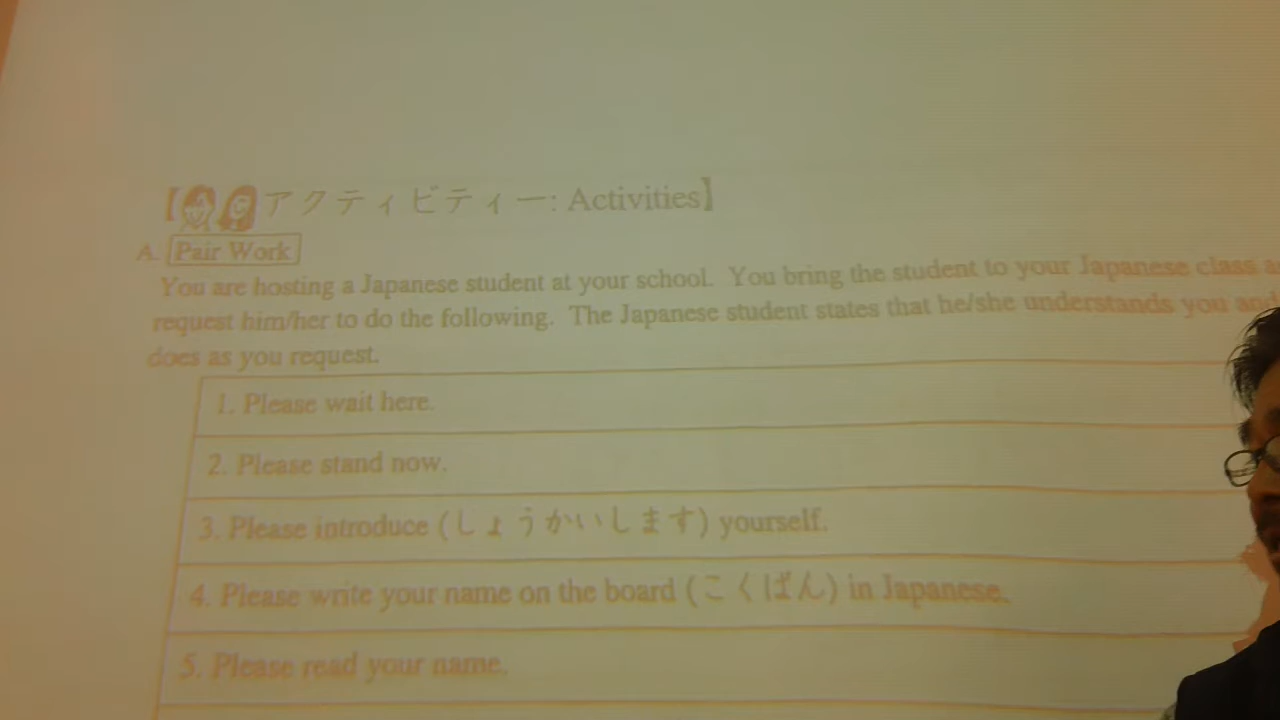 【アクティビティー: Activities】
A. Pair Work
You are hosting a Japanese student at your school. You bring the student to your Japanese class
request him/her to do the following. The Japanese student states that he/she understands you and
does as you request.
1. Please wait here.
2. Please stand now.
3. Please introduce (しょうかいします) yourself.
4. Please write your name on the board (こくばん) in Japanese.
5. Please read your name.